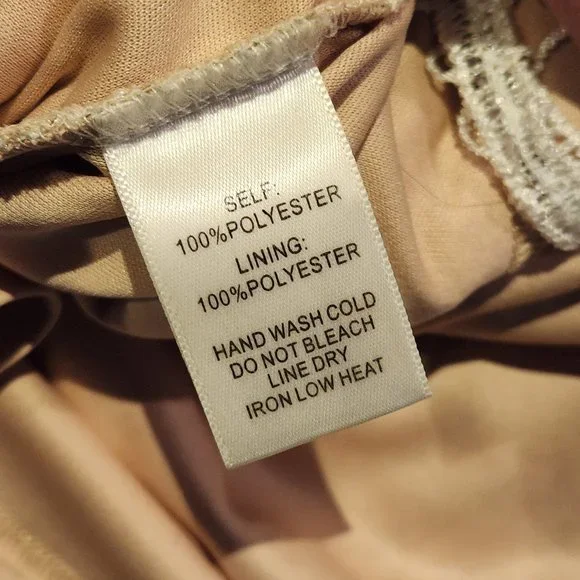 SELF:
100%POLYESTER
LINING:
100%POLYESTER
HAND WASH COLD
DO NOT BLEACH
LINE DRY
IRON LOW HEAT